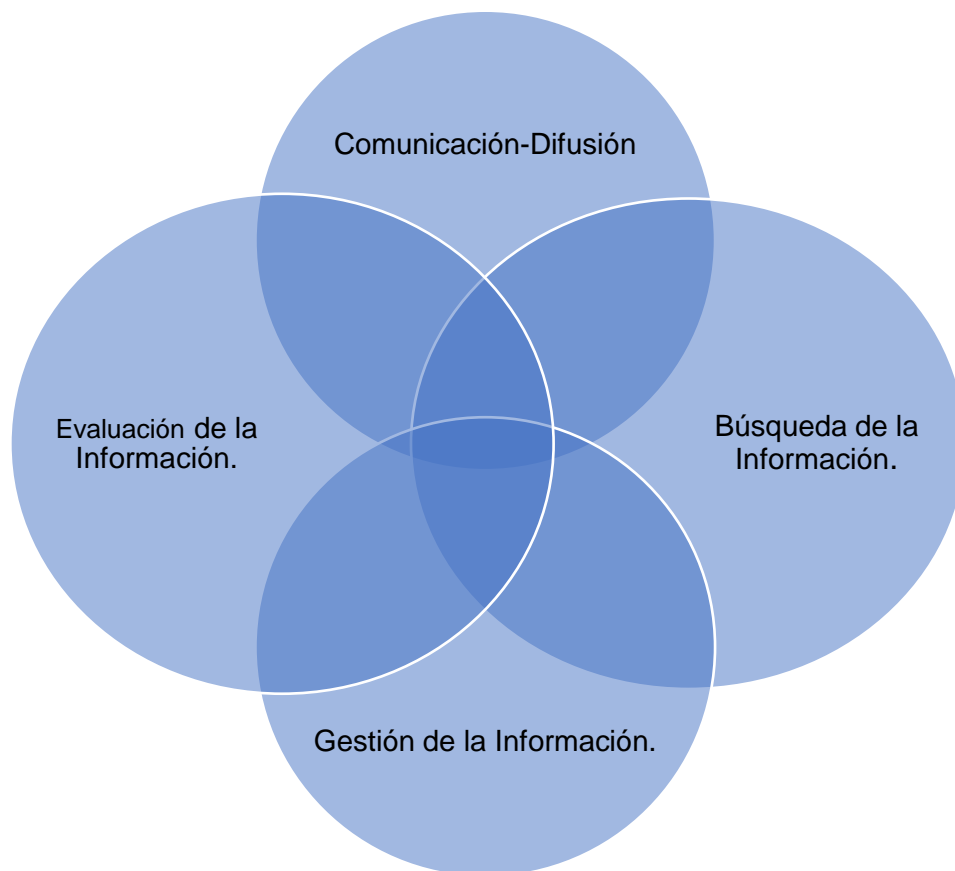 Comunicación-Difusión
Evaluación de la
Información.
Búsqueda de la
Información.
Gestión de la Información.